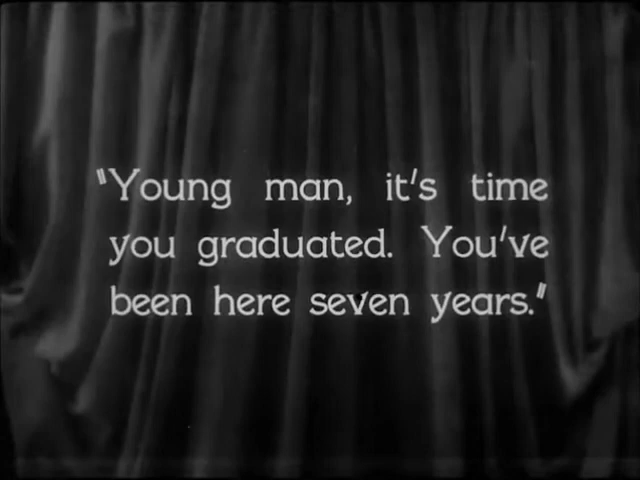 "Young man, it's time
you graduated. You've
been here seven years."